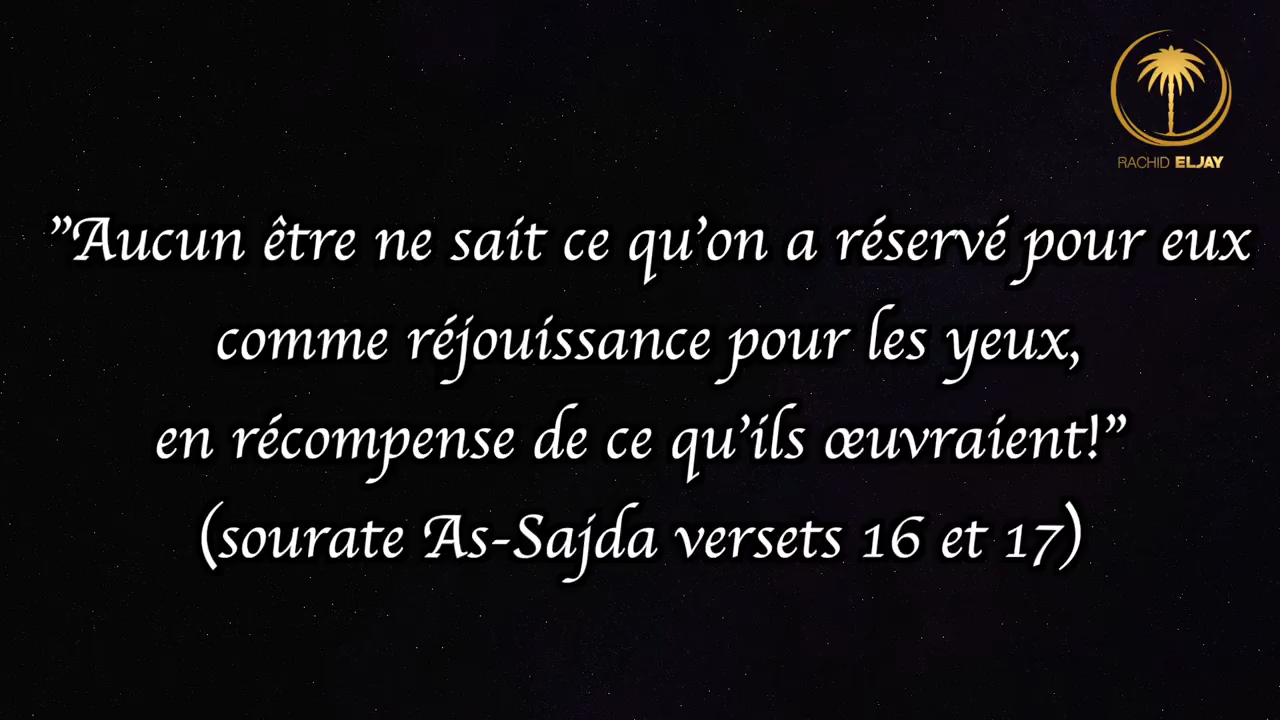 RACHID ELJAY
"Aucun être ne sait ce qu'on a réservé pour eux
comme réjouissance pour les yeux,
en récompense de ce qu'ils œuvraient!"
(sourate As-Sajda versets 16 et 17)